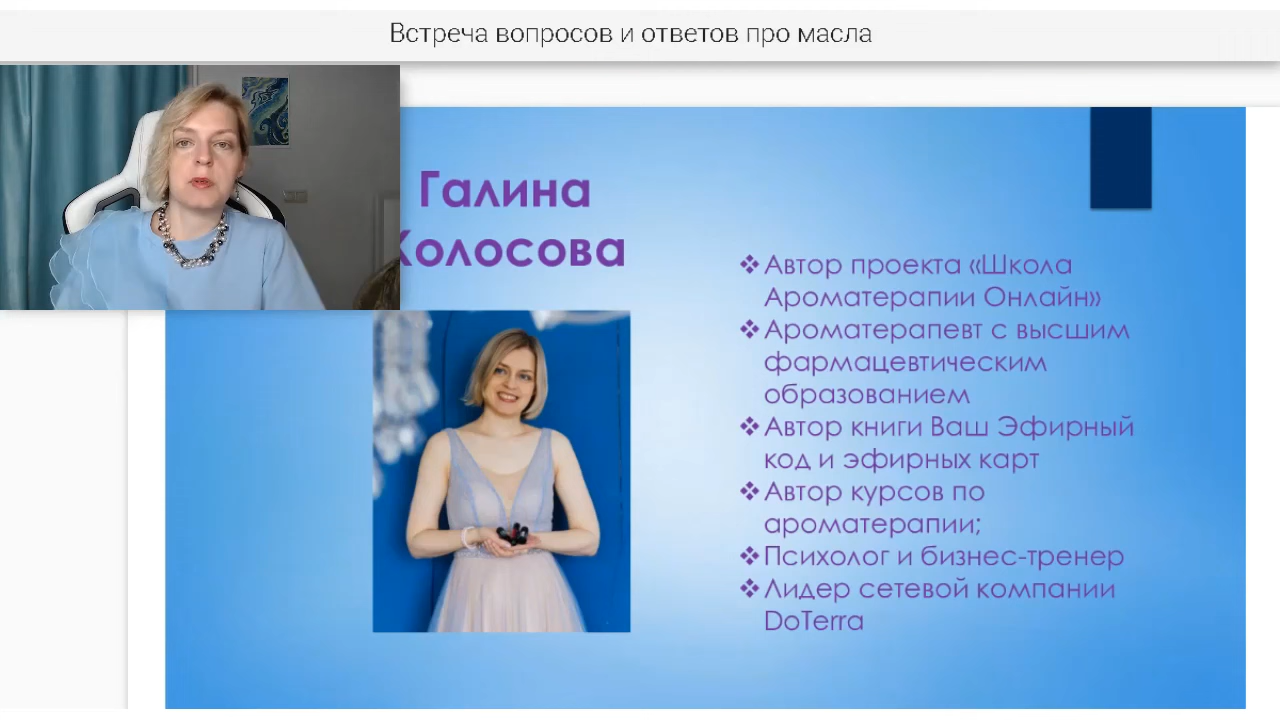 Встреча вопросов и ответов про масла
Галина
Колосова
❖Автор проекта «Школа
Ароматерапии Онлайн»
❖Ароматерапевт с высшим
фармацевтическим
образованием
❖Автор книги Ваш Эфирный
код и эфирных карт
❖Автор курсов по
ароматерапии;
❖Психолог и бизнес-тренер
❖Лидер сетевой компании
DoTerra